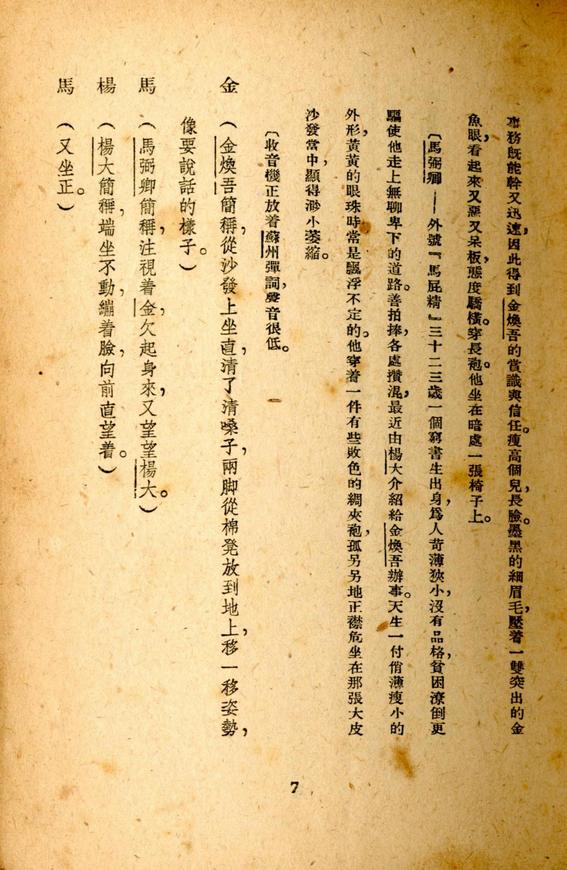 事務既能幹又迅速，因此得到金煥吾的賞識與信任。瘦高個兒，長臉。墨黑的細眉毛，壓着一雙突出的金
魚眼，看起來又惡又呆板，態度驕橫。穿長袍。他坐在暗處一張椅子上。
〔馬弼卿——外號『馬屁精』三十二三歲一個窮書生出身，爲人苛薄狹小，沒有品格，貧困潦倒更
驅使他走上無聊卑下的道路。善拍捧，各處攢混，最近由楊大介紹給金煥吾辦事。天生一付俏薄瘦小的
外形，黃黃的眼珠時常是飄浮不定的。他穿着一件有些敗色的綢夾袍，孤另另地正襟危坐在那張大皮
沙發當中，顯得渺小萎縮。
〔收音機正放着蘇州彈詞，聲音很低。
金　（金煥吾簡稱，從沙發上坐直，清了清嗓子，兩脚從棉凳放到地上，移一移姿勢，
像要說話的樣子。）
馬　（馬弼卿簡稱，注視着金，欠起身來，又望望楊大。）
楊　（楊大簡稱，端坐不動，繃着臉，向前直望着。）
馬　（又坐正。）
7